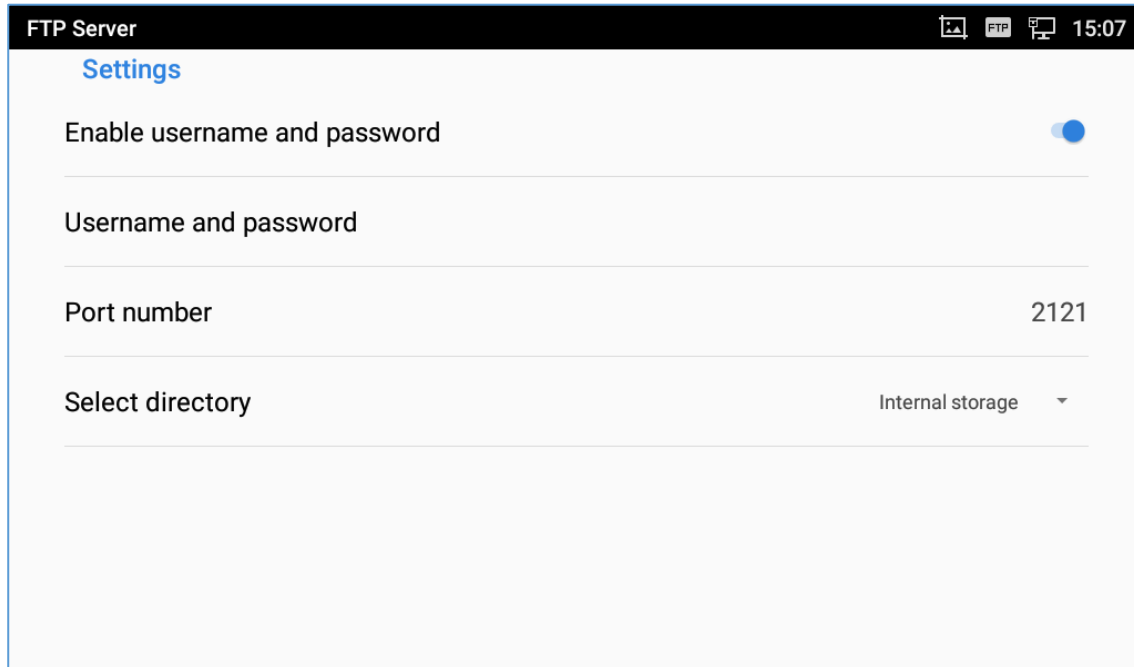 FTP Server FTP 15:07
Settings
Enable username and password
Username and password
Port number 2121
Select directory Internal storage